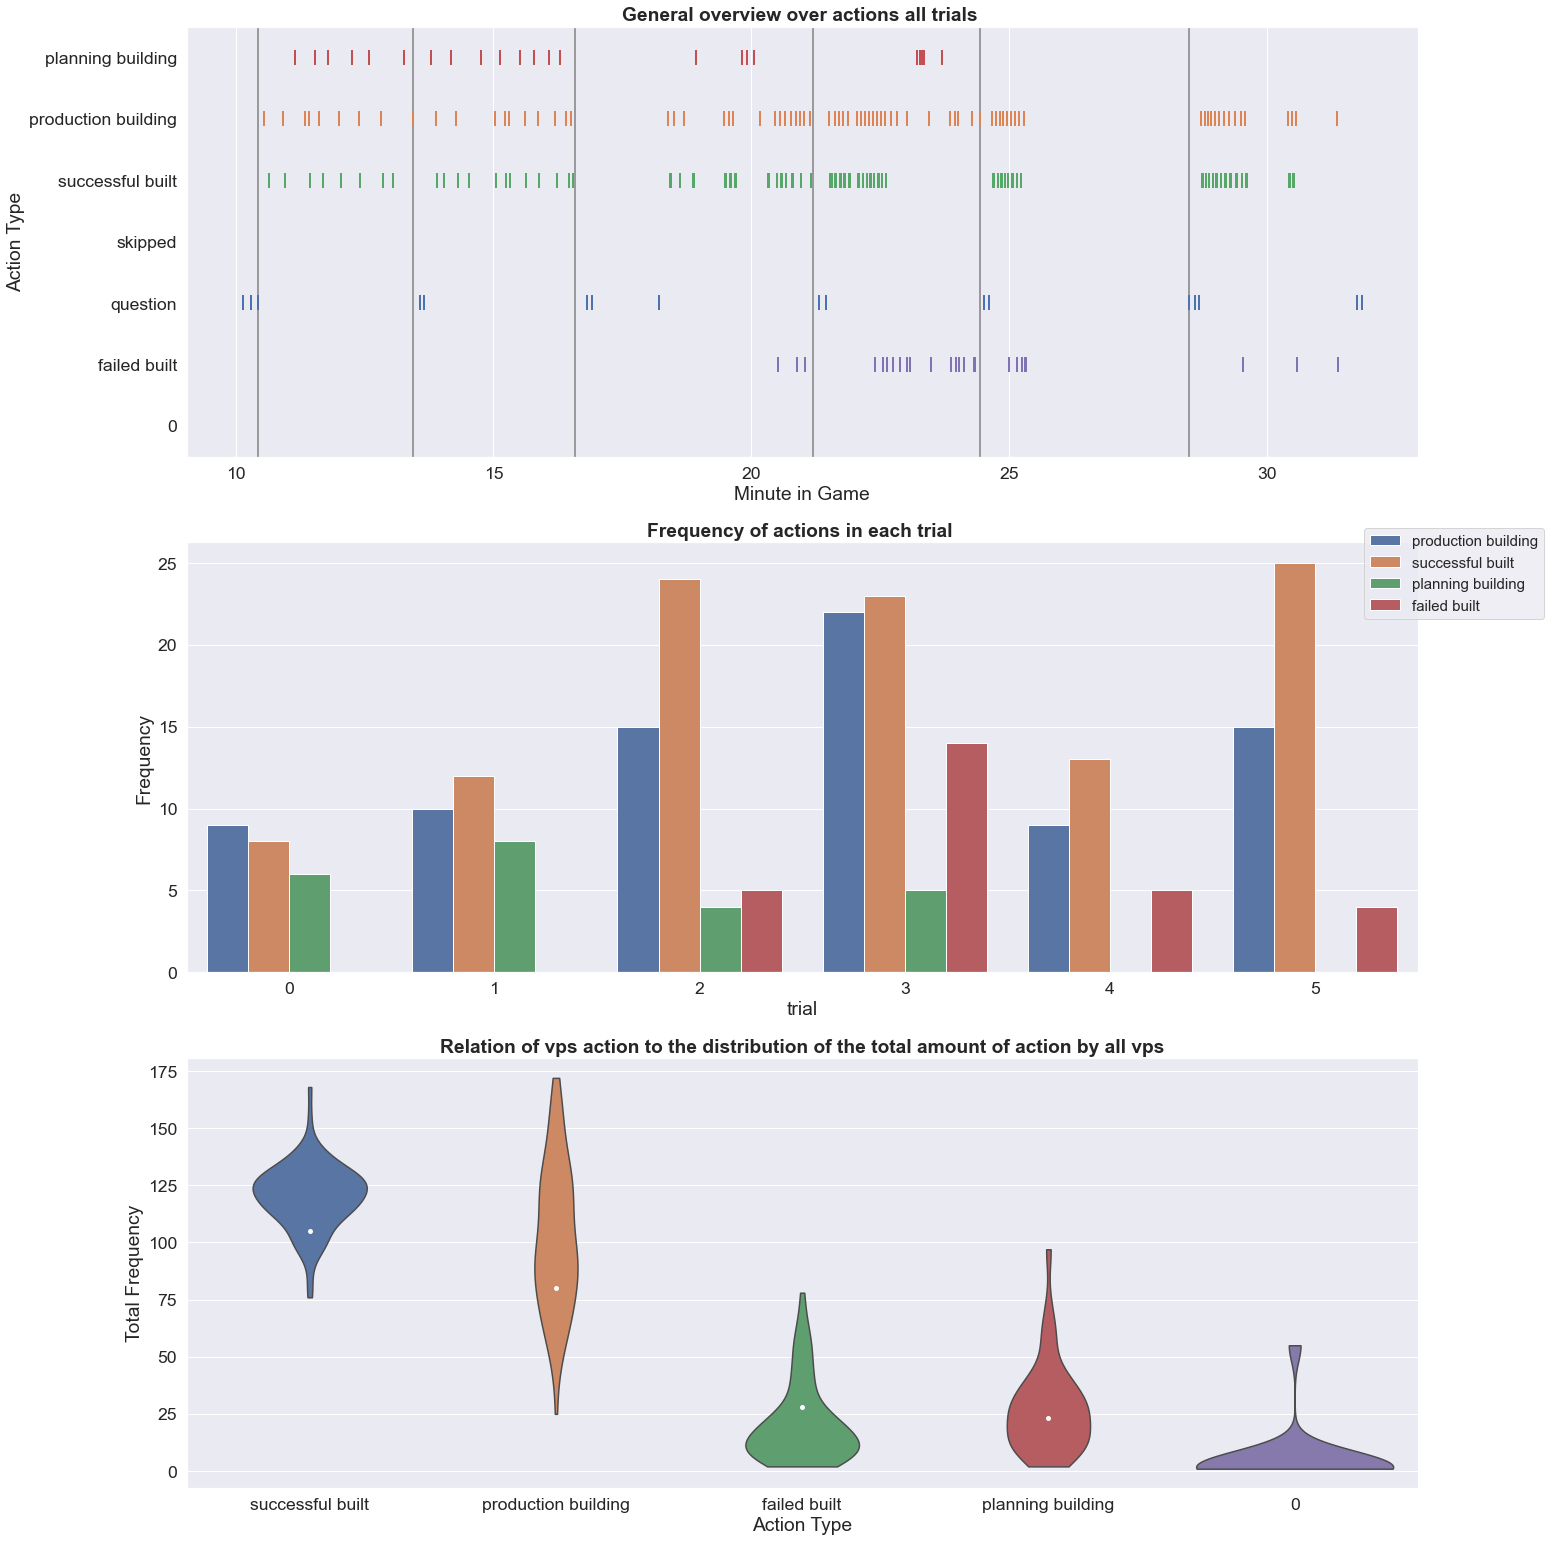 General overview over actions all trials
planning building
production building
successful built
skipped
question
failed built
0
Action Type
10 15 20 25 30
Minute in Game
Frequency of actions in each trial
production building
successful built
planning building
failed built
25
20
15
10
5
0
Frequency
0 1 2 3 4 5
trial
Relation of vps action to the distribution of the total amount of action by all vps
175
150
125
100
75
50
25
0
Total Frequency
successful built production building failed built planning building 0
Action Type